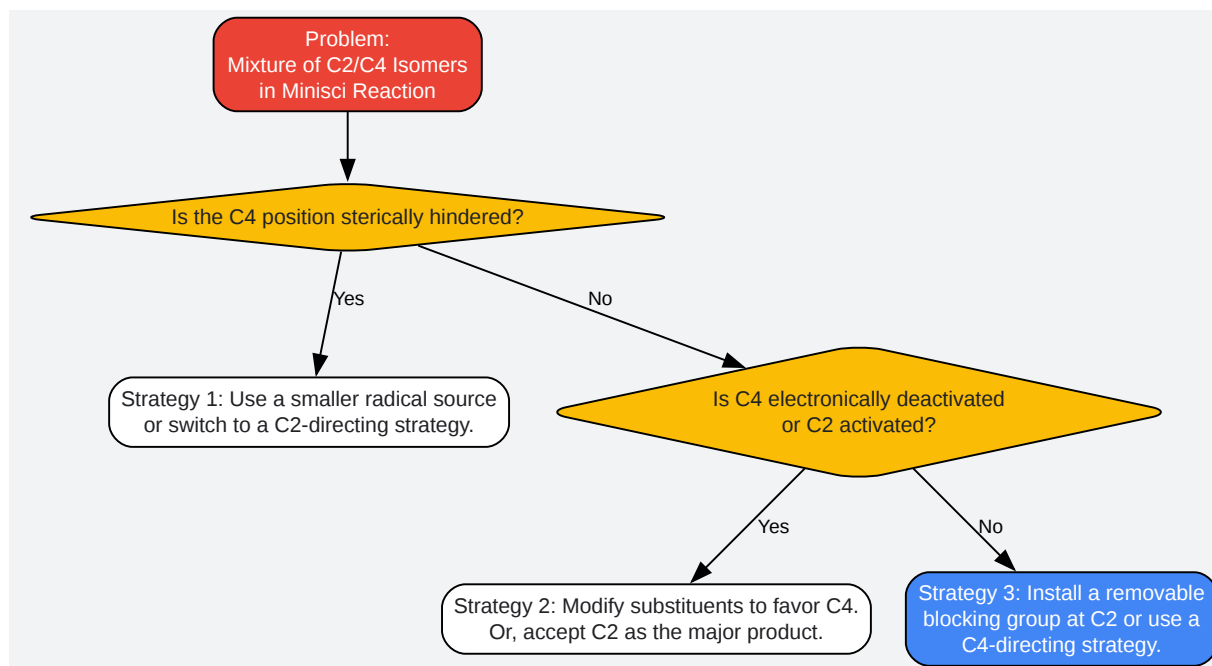 Problem:
Mixture of C2/C4 Isomers
in Minisci Reaction
Is the C4 position sterically hindered?
Yes
No
Strategy 1: Use a smaller radical source
or switch to a C2-directing strategy.
Is C4 electronically deactivated
or C2 activated?
Yes
No
Strategy 2: Modify substituents to favor C4.
Or, accept C2 as the major product.
Strategy 3: Install a removable
blocking group at C2 or use a
C4-directing strategy.